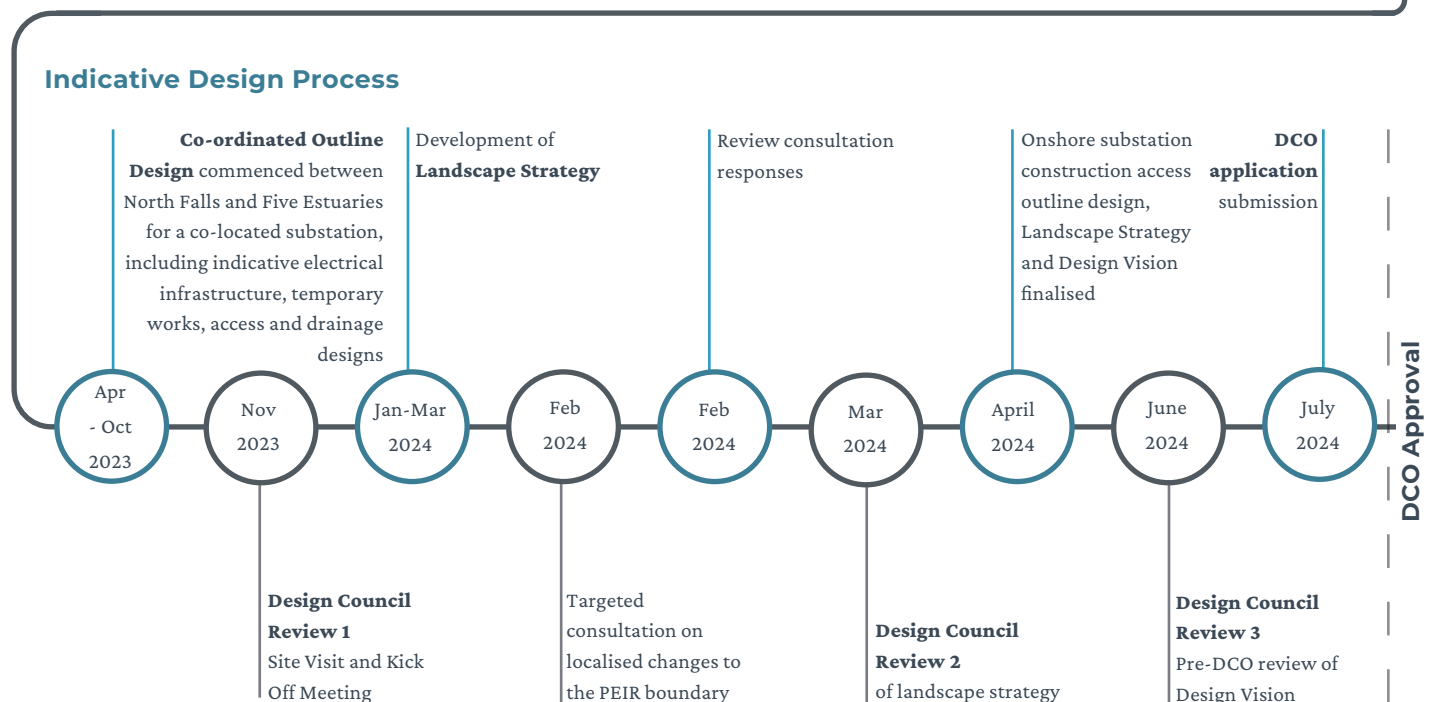 Indicative Design Process
Co-ordinated Outline
Design commenced between
North Falls and Five Estuaries
for a co-located substation,
including indicative electrical
infrastructure, temporary
works, access and drainage
designs
Development of
Landscape Strategy
Review consultation
responses
Onshore substation
construction access
outline design,
Landscape Strategy
and Design Vision
finalised
DCO
application
submission
Apr
- Oct
2023
Nov
2023
Jan-Mar
2024
Feb
2024
Feb
2024
Mar
2024
April
2024
June
2024
July
2024
DCO Approval
Design Council
Review 1
Site Visit and Kick
Off Meeting
Targeted
consultation on
localised changes to
the PEIR boundary
Design Council
Review 2
of landscape strategy
Design Council
Review 3
Pre-DCO review of
Design Vision